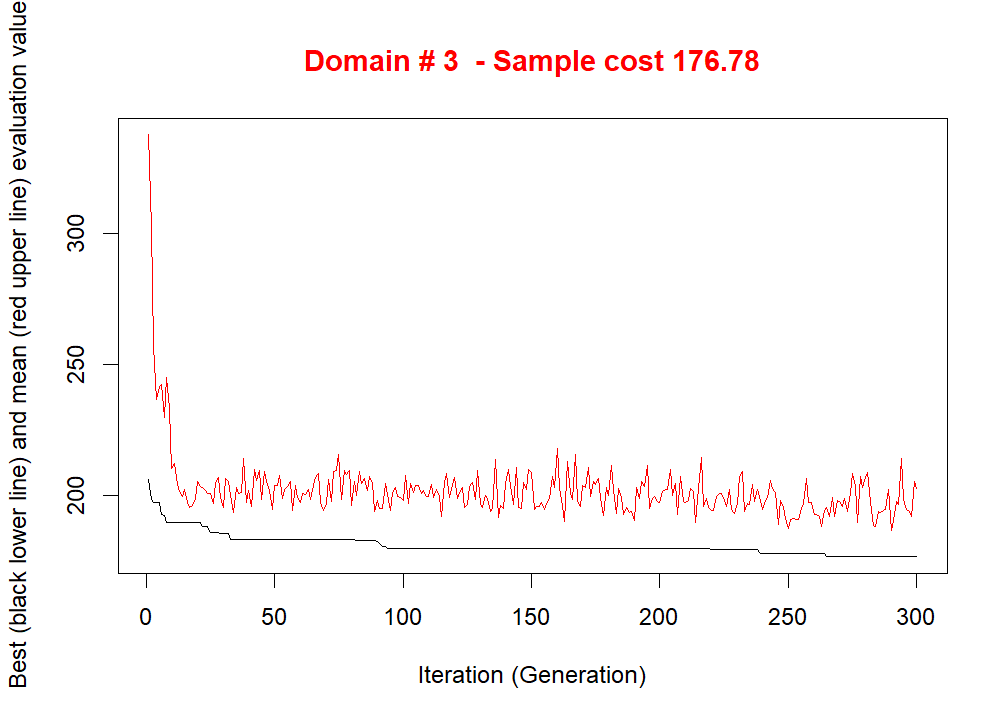 Domain # 3  - Sample cost 176.78
Best (black lower line) and mean (red upper line) evaluation value
300
250
200
0 50 100 150 200 250 300
Iteration (Generation)